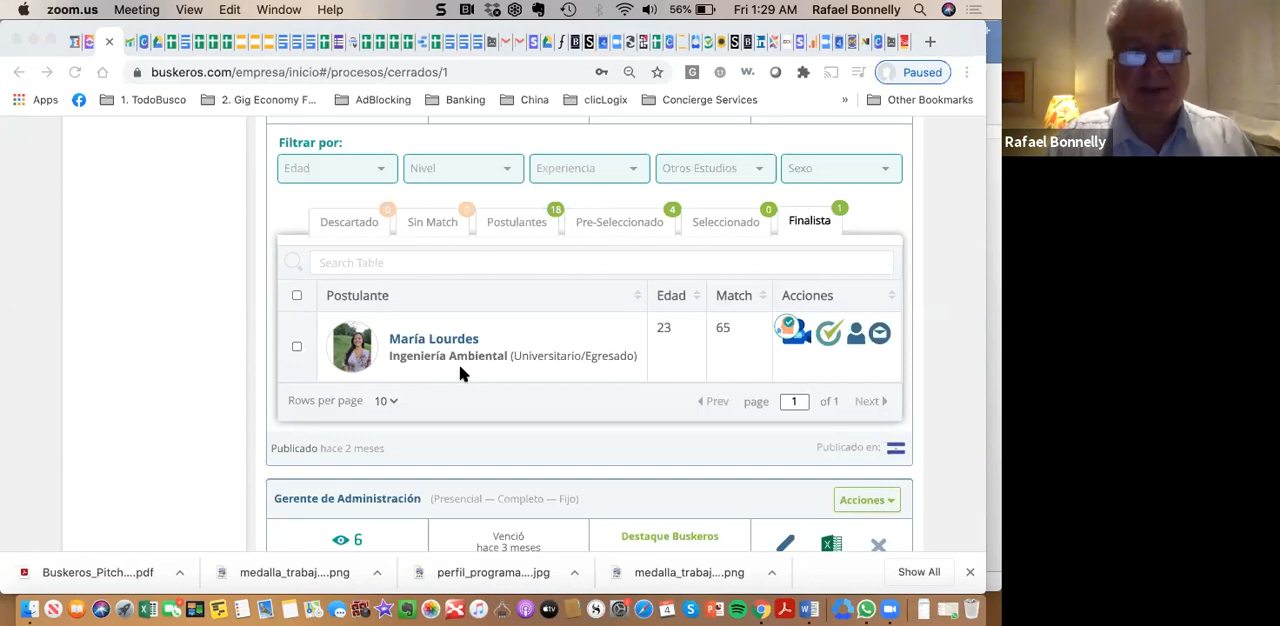 zoom.us Meeting View Edit Window Help 56% Fri 1:29 AM Rafael Bonnelly
buskeros.com/empresa/inicio#/procesos/cerrados/1 Paused
Apps 1. TodoBusco 2. Gig Economy F... AdBlocking Banking China clicLogix Concierge Services » Other Bookmarks
Rafael Bonnelly
Filtrar por:
Edad Nivel Experiencia Otros Estudios Sexo
Descartado 0 Sin Match 0 Postulantes 18 Pre-Seleccionado 4 Seleccionado 0 Finalista 1
Search Table
Postulante Edad Match Acciones
María Lourdes 23 65
Ingeniería Ambiental (Universitario/Egresado)
Rows per page 10 Prev page 1 of 1 Next
Publicado hace 2 meses Publicado en:
Gerente de Administración (Presencial — Completo — Fijo) Acciones
6 Venció Destaque Buskeros
hace 3 meses
Buskeros_Pitch....pdf medalla_trabaj....png perfil_programa....jpg medalla_trabaj....png Show All